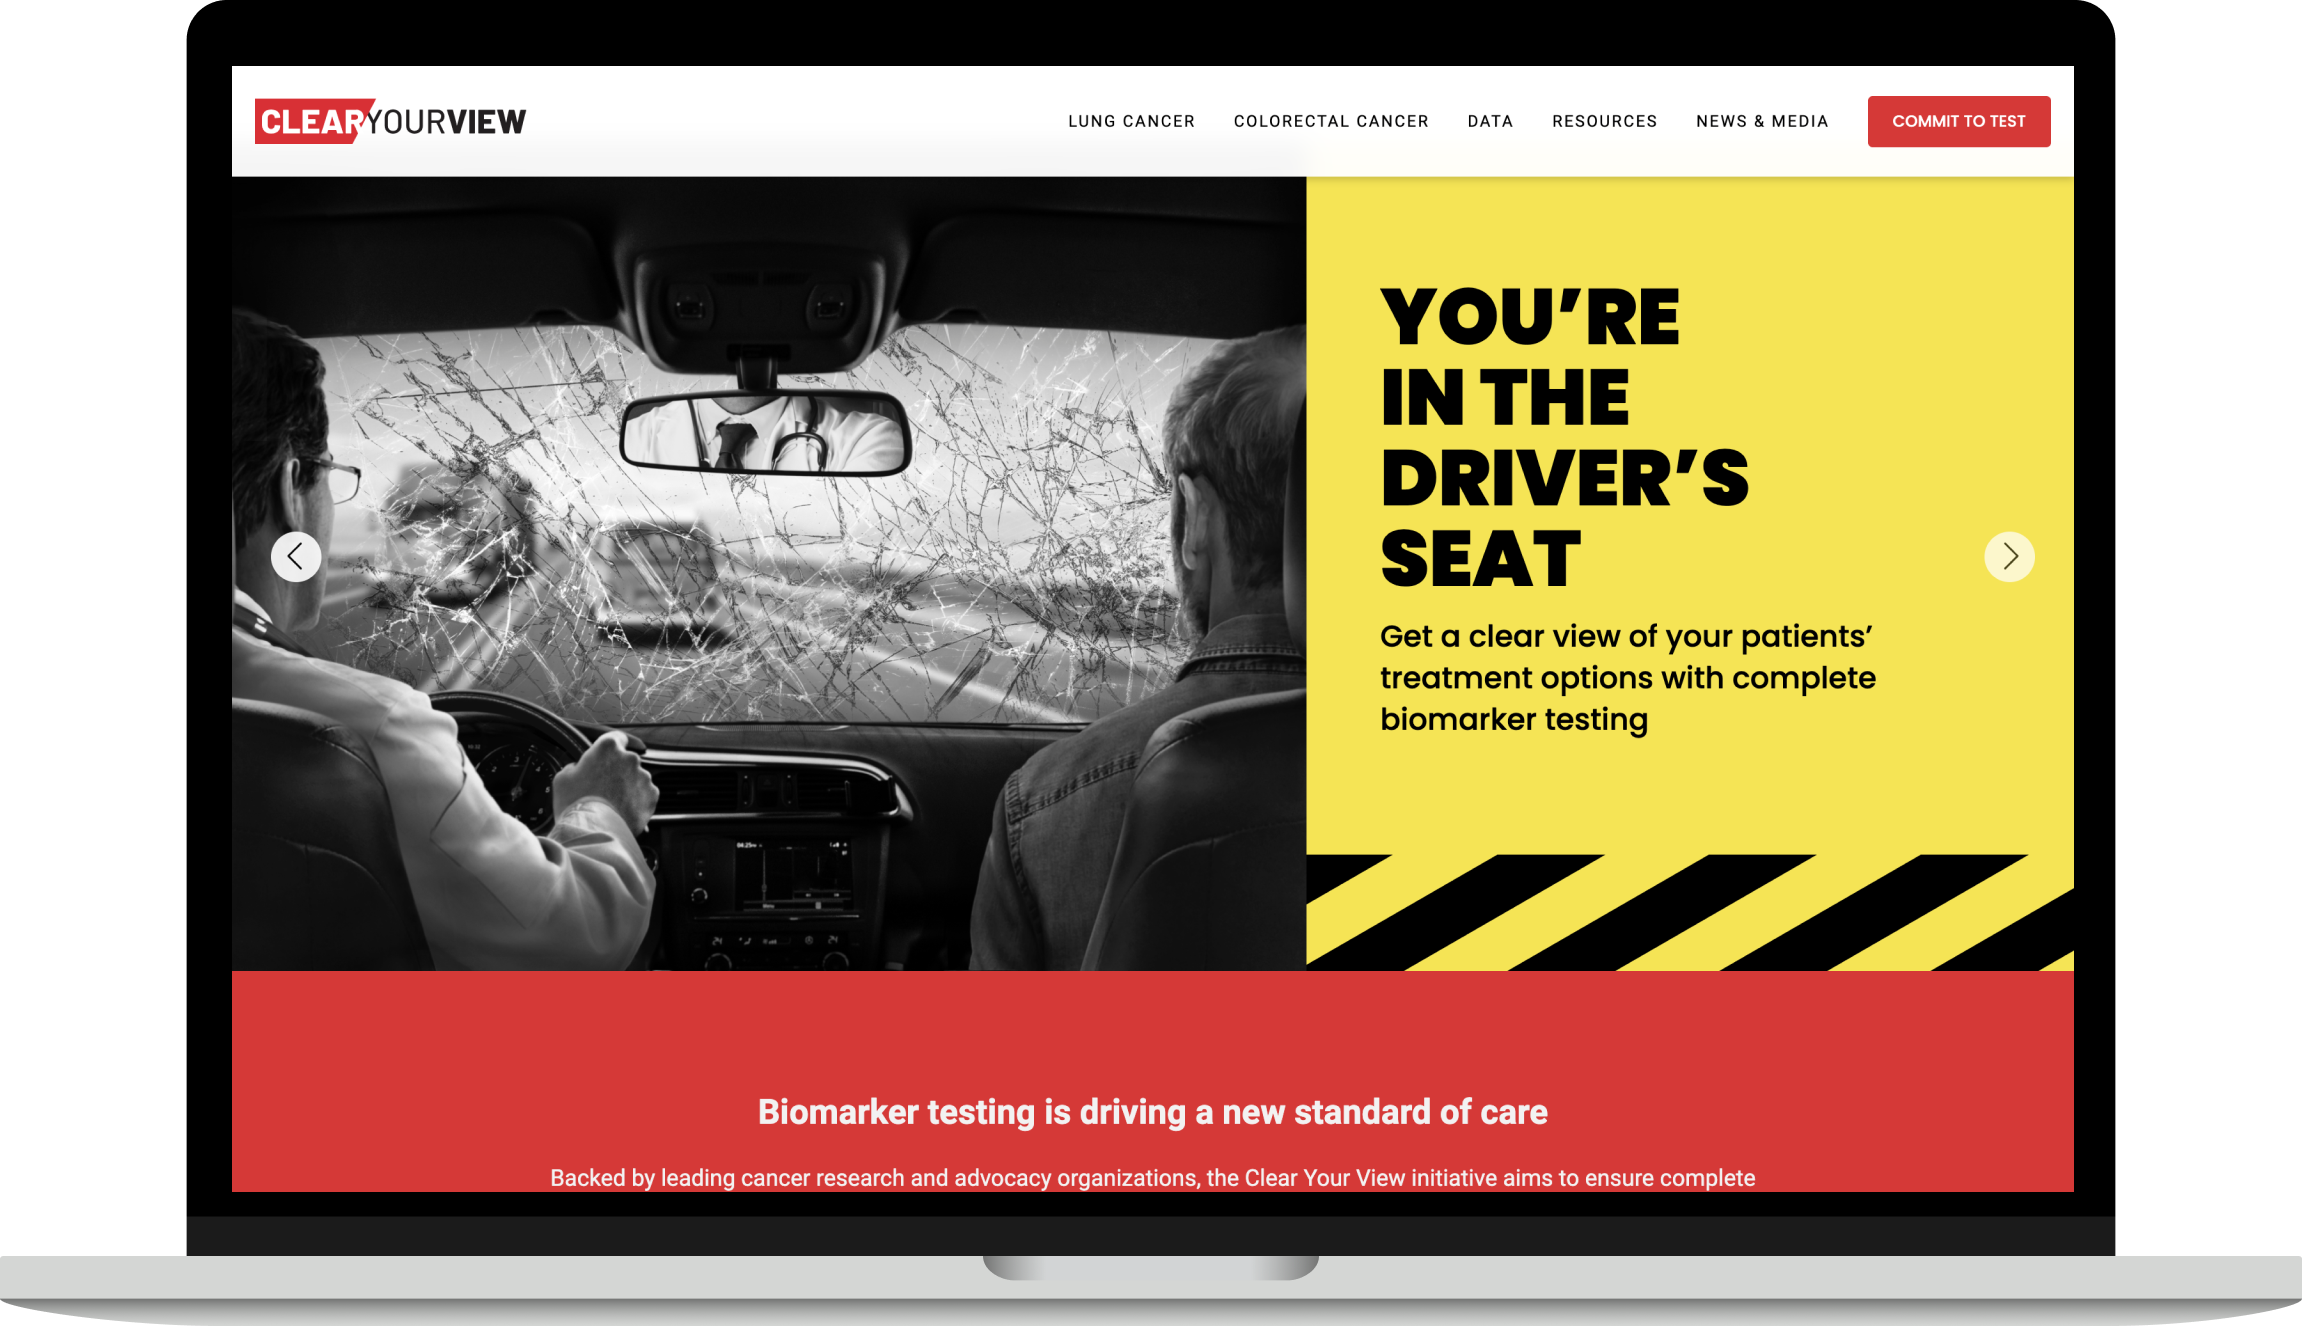 CLEARYOURVIEW
LUNG CANCER
COLORECTAL CANCER
DATA
RESOURCES
NEWS & MEDIA
COMMIT TO TEST
YOU’RE
IN THE
DRIVER’S
SEAT
Get a clear view of your patients’
treatment options with complete
biomarker testing
24
24
Biomarker testing is driving a new standard of care
Backed by leading cancer research and advocacy organizations, the Clear Your View initiative aims to ensure complete